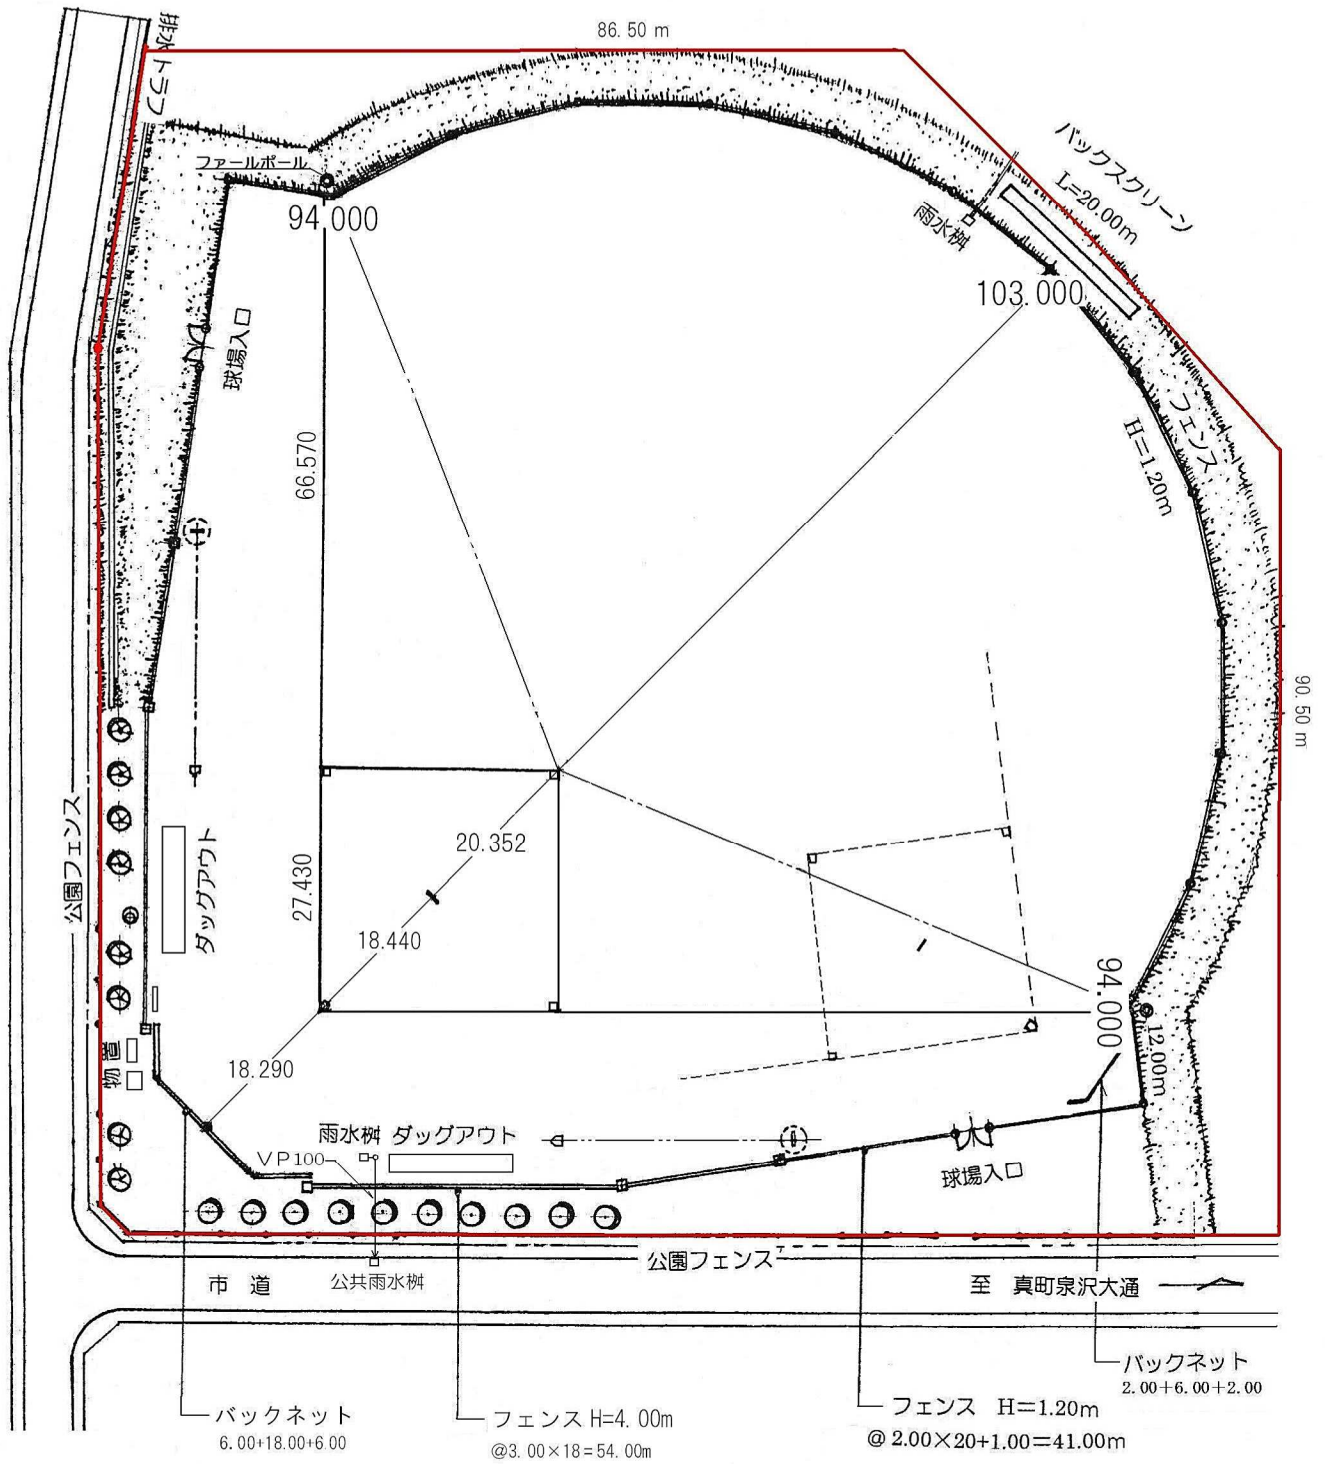 86.50 m
排水トラフ
バックスクリーン
L=20.00m
ファールポール
94.000
雨水桝
103.000
球場入口
フェンス
H=1.20m
66.570
90.50 m
公園フェンス
ダッグアウト
20.352
27.430
18.440
94.000
12.00m
物置
18.290
雨水桝 ダッグアウト
VP100
球場入口
公園フェンス
市 道
公共雨水桝
至 真町泉沢大通
バックネット
2.00+6.00+2.00
バックネット
6.00+18.00+6.00
フェンス H=4.00m
@3.00×18=54.00m
フェンス H=1.20m
@2.00×20+1.00=41.00m